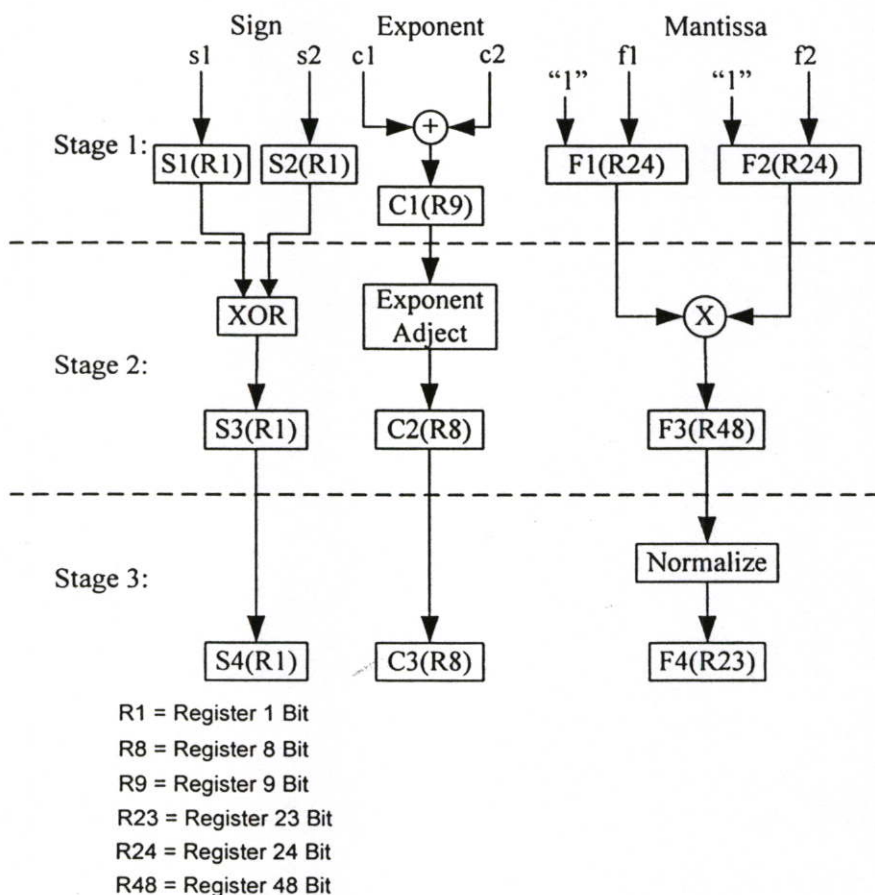 Sign Exponent Mantissa
s1 s2 c1 c2 "1" f1 "1" f2
+
Stage 1: S1(R1) S2(R1) F1(R24) F2(R24)
C1(R9)
XOR Exponent Adject X
Stage 2:
S3(R1) C2(R8) F3(R48)
Normalize
Stage 3:
S4(R1) C3(R8) F4(R23)
R1 = Register 1 Bit
R8 = Register 8 Bit
R9 = Register 9 Bit
R23 = Register 23 Bit
R24 = Register 24 Bit
R48 = Register 48 Bit